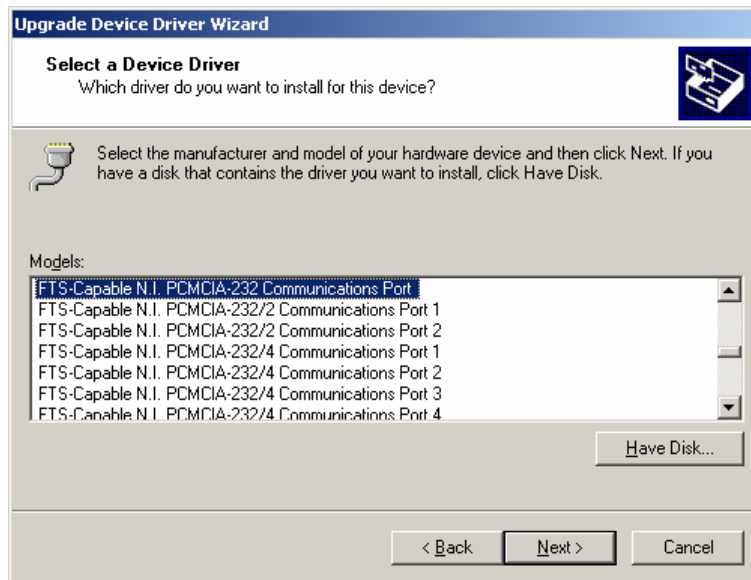 Upgrade Device Driver Wizard
Select a Device Driver
Which driver do you want to install for this device?
Select the manufacturer and model of your hardware device and then click Next. If you
have a disk that contains the driver you want to install, click Have Disk.
Models:
FTS-Capable N.I. PCMCIA-232 Communications Port
FTS-Capable N.I. PCMCIA-232/2 Communications Port 1
FTS-Capable N.I. PCMCIA-232/2 Communications Port 2
FTS-Capable N.I. PCMCIA-232/4 Communications Port 1
FTS-Capable N.I. PCMCIA-232/4 Communications Port 2
FTS-Capable N.I. PCMCIA-232/4 Communications Port 3
FTS-Capable N.I. PCMCIA-232/4 Communications Port 4
Have Disk...
< Back Next > Cancel